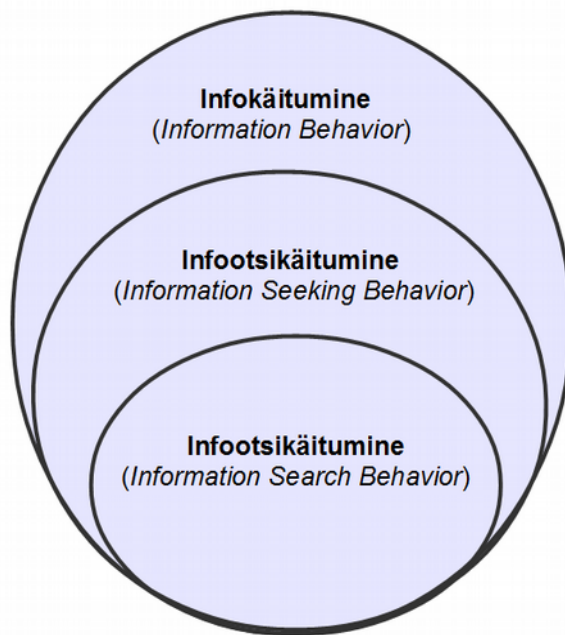 Infokäitumine
(Information Behavior)
Infootsikäitumine
(Information Seeking Behavior)
Infootsikäitumine
(Information Search Behavior)